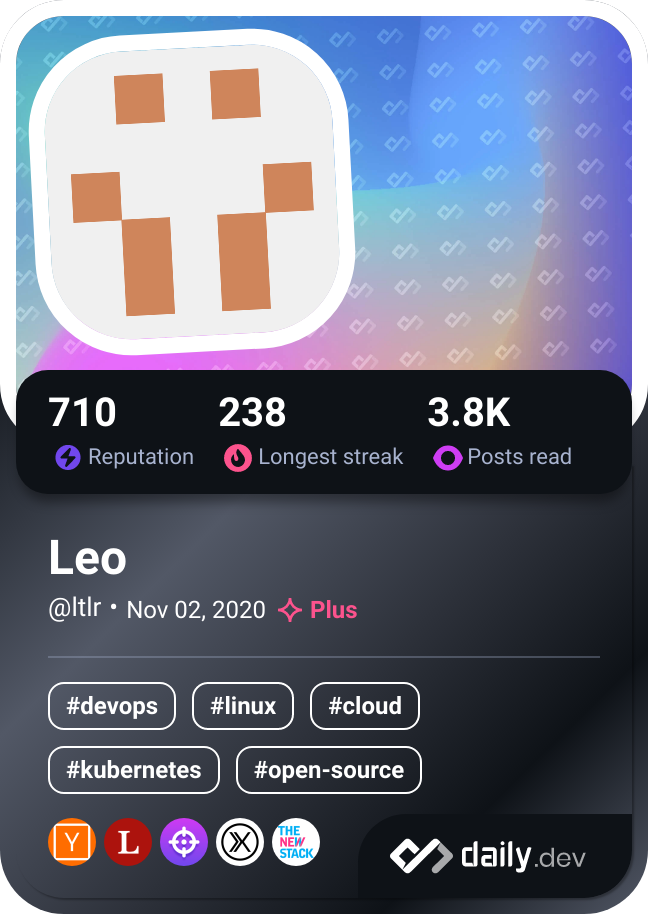 710 238 3.8K
Reputation Longest streak Posts read
Leo
@ltlr • Nov 02, 2020 Plus
#devops #linux #cloud
#kubernetes #open-source
Y L THE NEW STACK
daily.dev